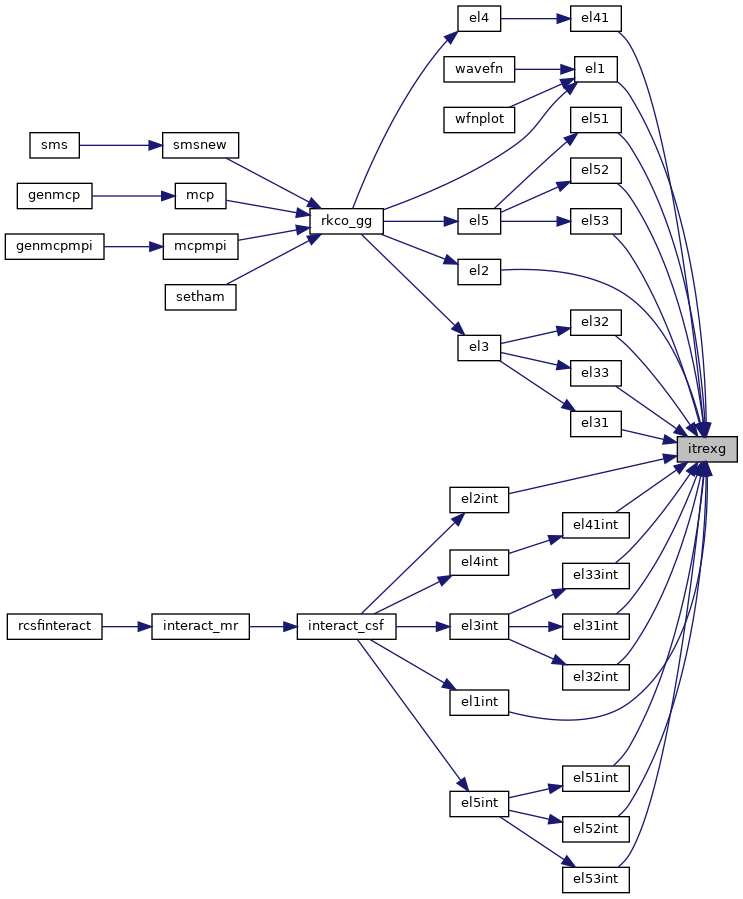 el4
el41
wavefn
el1
wfnplot
el51
sms
smsnew
el52
genmcp
mcp
rkco_gg
el5
el53
genmcpmpi
mcpmpi
el2
setham
el32
el3
el33
el31
itrexg
el2int
el41int
el4int
el33int
rcsfinteract
interact_mr
interact_csf
el3int
el31int
el32int
el1int
el51int
el5int
el52int
el53int